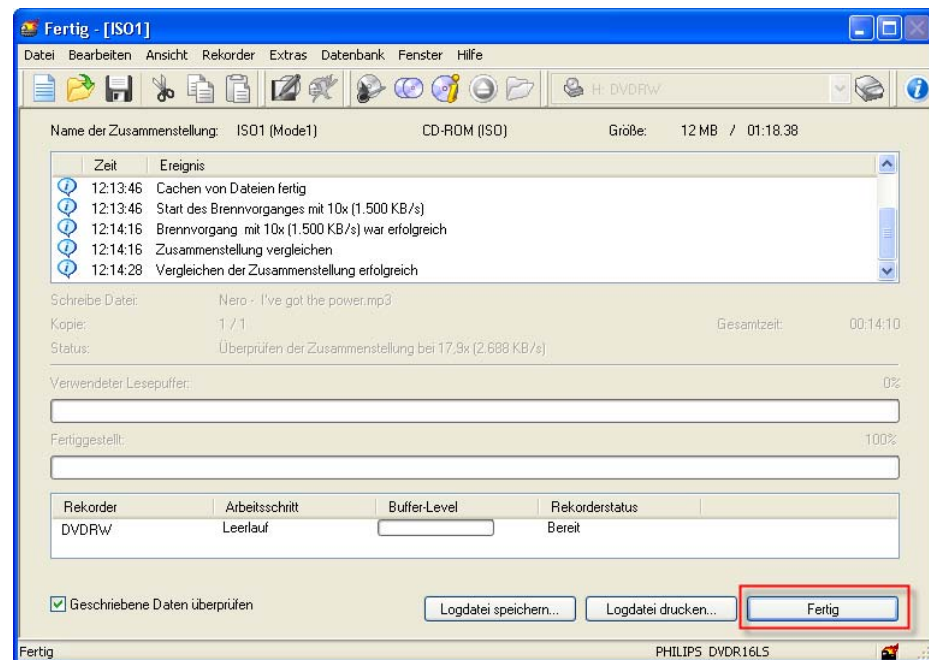 Fertig - [ISO1]
Datei Bearbeiten Ansicht Rekorder Extras Datenbank Fenster Hilfe
H: DVDRW
Name der Zusammenstellung: ISO1 (Mode1) CD-ROM (ISO) Größe: 12 MB / 01:18.38
Zeit Ereignis
12:13:46 Cachen von Dateien fertig
12:13:46 Start des Brennvorganges mit 10x (1.500 KB/s)
12:14:16 Brennvorgang mit 10x (1.500 KB/s) war erfolgreich
12:14:16 Zusammenstellung vergleichen
12:14:28 Vergleichen der Zusammenstellung erfolgreich
Schreibe Datei: Nero - I've got the power.mp3
Kopie: 1 / 1 Gesamtzeit: 00:14:10
Status: Überprüfen der Zusammenstellung bei 17,9x (2.688 KB/s)
Verwendeter Lesepuffer: 0%
Fertiggestellt: 100%
Rekorder Arbeitsschritt Buffer-Level Rekorderstatus
DVDRW Leerlauf Bereit
Geschriebene Daten überprüfen Logdatei speichern... Logdatei drucken... Fertig
Fertig PHILIPS DVDR16LS